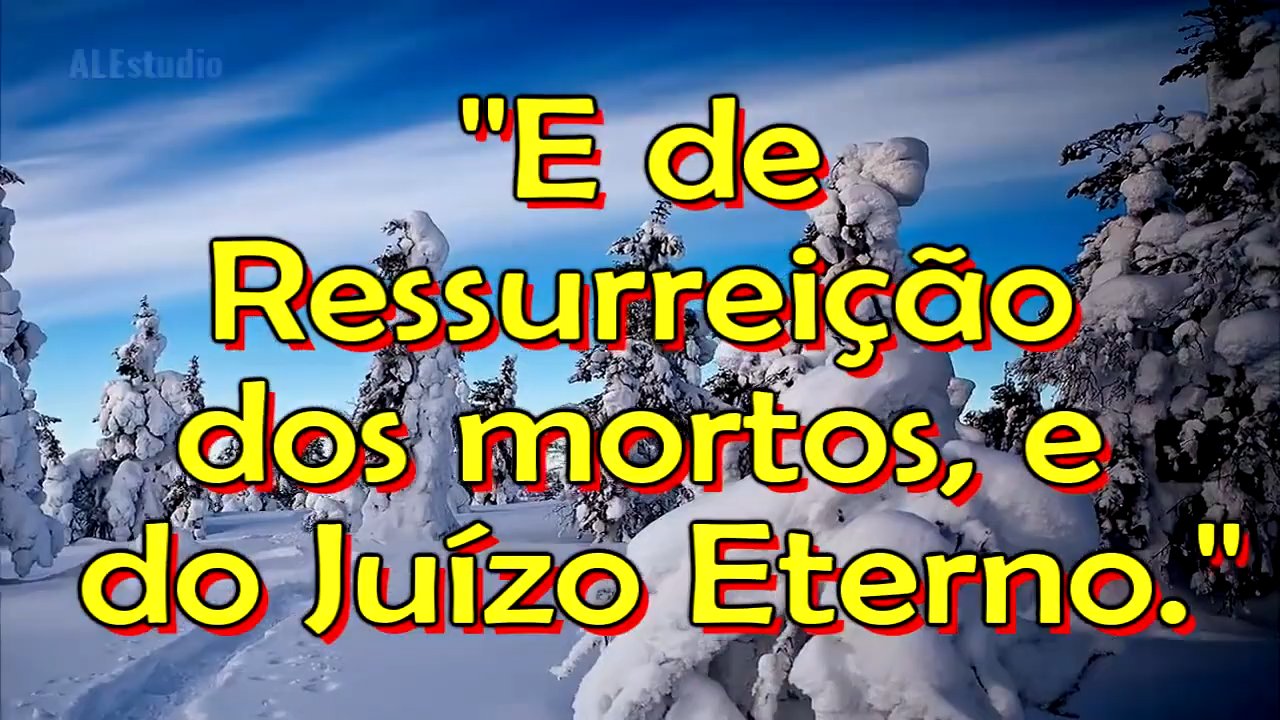 ALEstudio
"E de
Ressurreição
dos mortos, e
do Juízo Eterno."